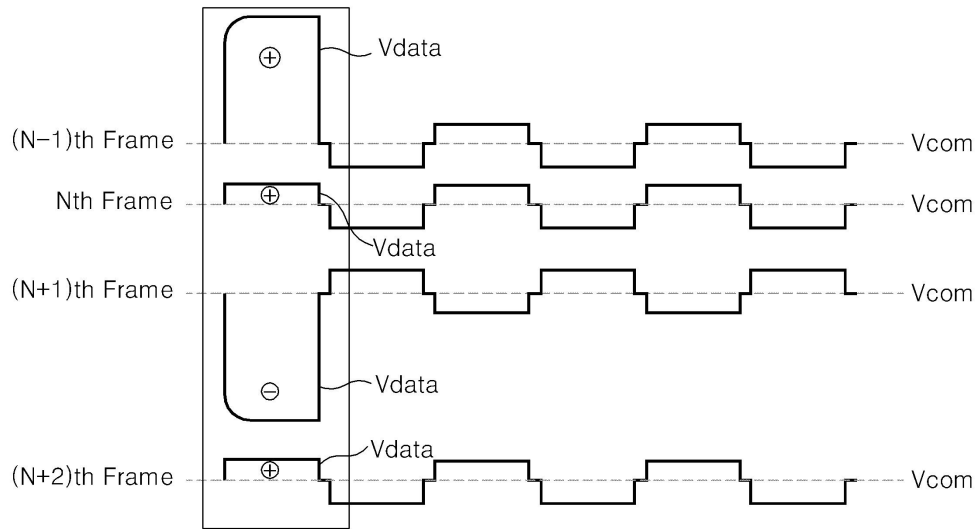 Vdata
⊕
(N-1)th Frame Vcom
Nth Frame ⊕ Vcom
Vdata
(N+1)th Frame Vcom
⊖ Vdata
Vdata
(N+2)th Frame ⊕ Vcom